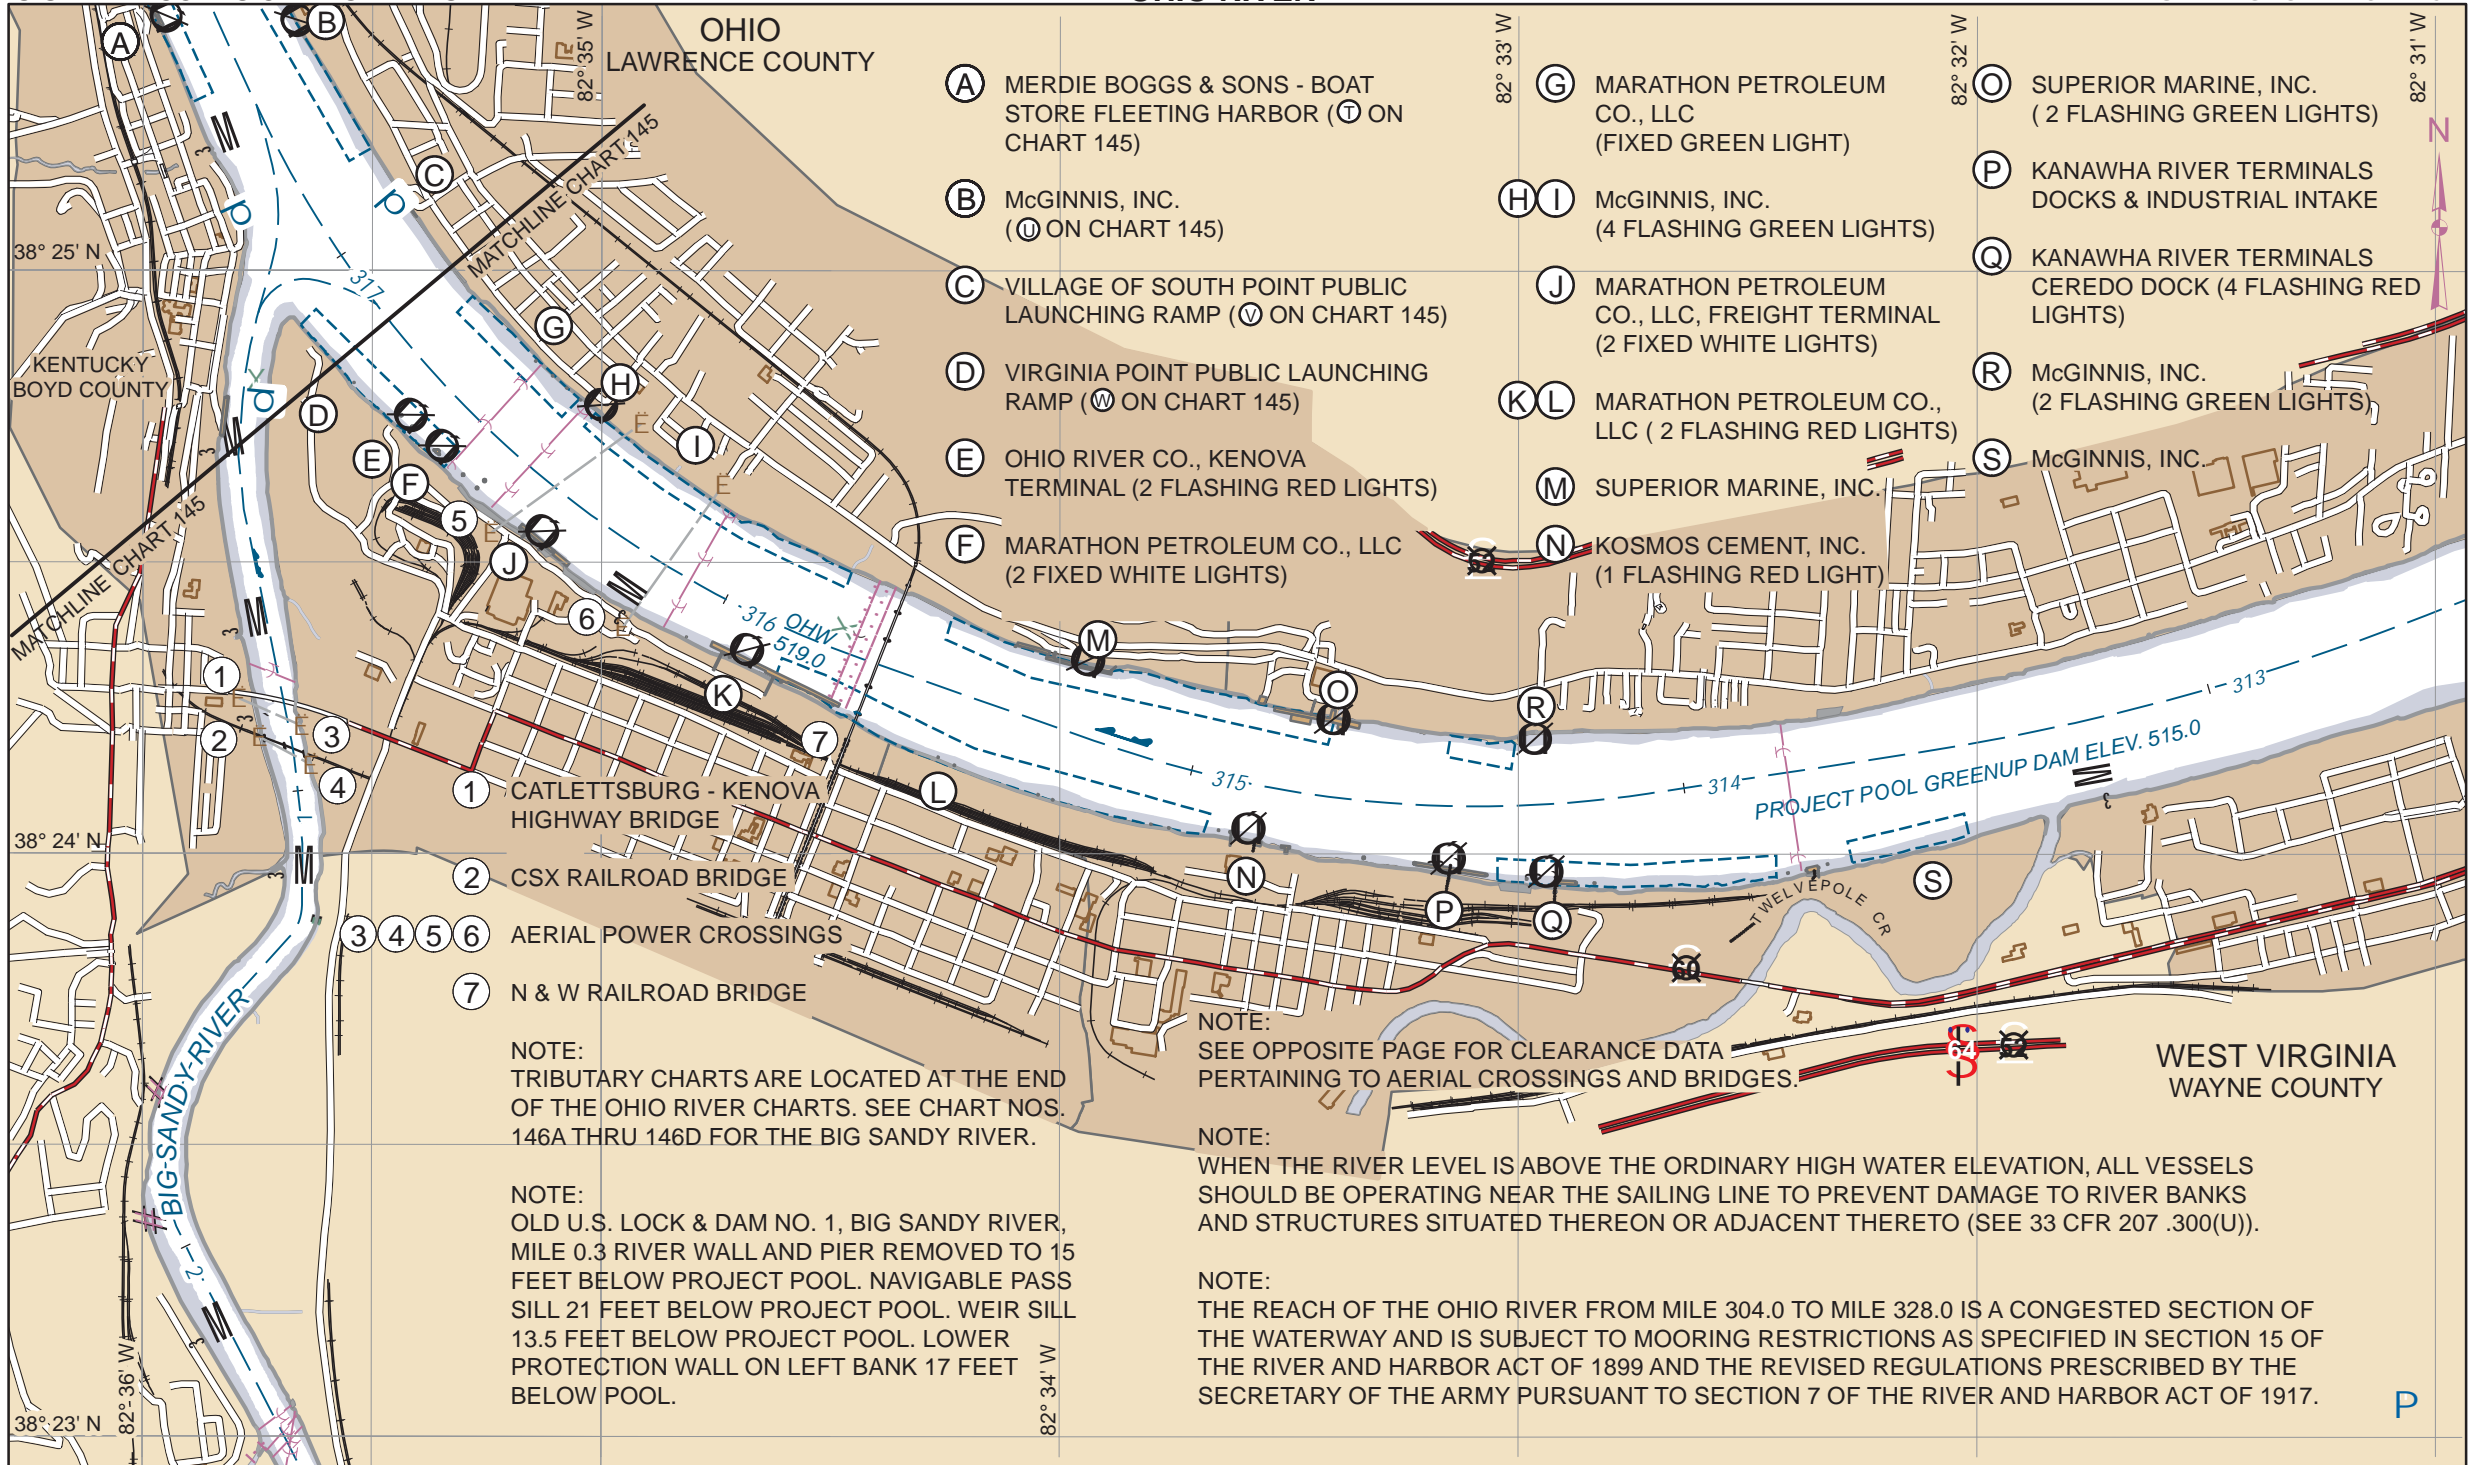 OHIO
LAWRENCE COUNTY
82° 35' W
82° 33' W
82° 32' W
82° 31' W
N
A
B
C
MATCHLINE CHART 145
38° 25' N
317
KENTUCKY
BOYD COUNTY
D
E
F
G
H
I
J
5
6
K
7
L
M
N
O
P
Q
R
S
MATCHLINE CHART 145
1
2
3
4
316
OHW
519.0
315
314
313
PROJECT POOL GREENUP DAM ELEV. 515.0
TWELVEPOLE CR
52
60
64
52
A MERDIE BOGGS & SONS - BOAT
STORE FLEETING HARBOR (T ON
CHART 145)
B McGINNIS, INC.
(U ON CHART 145)
C VILLAGE OF SOUTH POINT PUBLIC
LAUNCHING RAMP (V ON CHART 145)
D VIRGINIA POINT PUBLIC LAUNCHING
RAMP (W ON CHART 145)
E OHIO RIVER CO., KENOVA
TERMINAL (2 FLASHING RED LIGHTS)
F MARATHON PETROLEUM CO., LLC
(2 FIXED WHITE LIGHTS)
G MARATHON PETROLEUM
CO., LLC
(FIXED GREEN LIGHT)
H I McGINNIS, INC.
(4 FLASHING GREEN LIGHTS)
J MARATHON PETROLEUM
CO., LLC, FREIGHT TERMINAL
(2 FIXED WHITE LIGHTS)
K L MARATHON PETROLEUM CO.,
LLC ( 2 FLASHING RED LIGHTS)
M SUPERIOR MARINE, INC.
N KOSMOS CEMENT, INC.
(1 FLASHING RED LIGHT)
O SUPERIOR MARINE, INC.
( 2 FLASHING GREEN LIGHTS)
P KANAWHA RIVER TERMINALS
DOCKS & INDUSTRIAL INTAKE
Q KANAWHA RIVER TERMINALS
CEREDO DOCK (4 FLASHING RED
LIGHTS)
R McGINNIS, INC.
(2 FLASHING GREEN LIGHTS)
S McGINNIS, INC.
38° 24' N
1
1 CATLETTSBURG - KENOVA
HIGHWAY BRIDGE
2 CSX RAILROAD BRIDGE
3 4 5 6 AERIAL POWER CROSSINGS
7 N & W RAILROAD BRIDGE
BIG SANDY RIVER
2
NOTE:
TRIBUTARY CHARTS ARE LOCATED AT THE END
OF THE OHIO RIVER CHARTS. SEE CHART NOS.
146A THRU 146D FOR THE BIG SANDY RIVER.
NOTE:
OLD U.S. LOCK & DAM NO. 1, BIG SANDY RIVER,
MILE 0.3 RIVER WALL AND PIER REMOVED TO 15
FEET BELOW PROJECT POOL. NAVIGABLE PASS
SILL 21 FEET BELOW PROJECT POOL. WEIR SILL
13.5 FEET BELOW PROJECT POOL. LOWER
PROTECTION WALL ON LEFT BANK 17 FEET
BELOW POOL.
NOTE:
SEE OPPOSITE PAGE FOR CLEARANCE DATA
PERTAINING TO AERIAL CROSSINGS AND BRIDGES.
WEST VIRGINIA
WAYNE COUNTY
NOTE:
WHEN THE RIVER LEVEL IS ABOVE THE ORDINARY HIGH WATER ELEVATION, ALL VESSELS
SHOULD BE OPERATING NEAR THE SAILING LINE TO PREVENT DAMAGE TO RIVER BANKS
AND STRUCTURES SITUATED THEREON OR ADJACENT THERETO (SEE 33 CFR 207 .300(U)).
NOTE:
THE REACH OF THE OHIO RIVER FROM MILE 304.0 TO MILE 328.0 IS A CONGESTED SECTION OF
THE WATERWAY AND IS SUBJECT TO MOORING RESTRICTIONS AS SPECIFIED IN SECTION 15 OF
THE RIVER AND HARBOR ACT OF 1899 AND THE REVISED REGULATIONS PRESCRIBED BY THE
SECRETARY OF THE ARMY PURSUANT TO SECTION 7 OF THE RIVER AND HARBOR ACT OF 1917.
38° 23' N
82° 36' W
82° 34' W
P